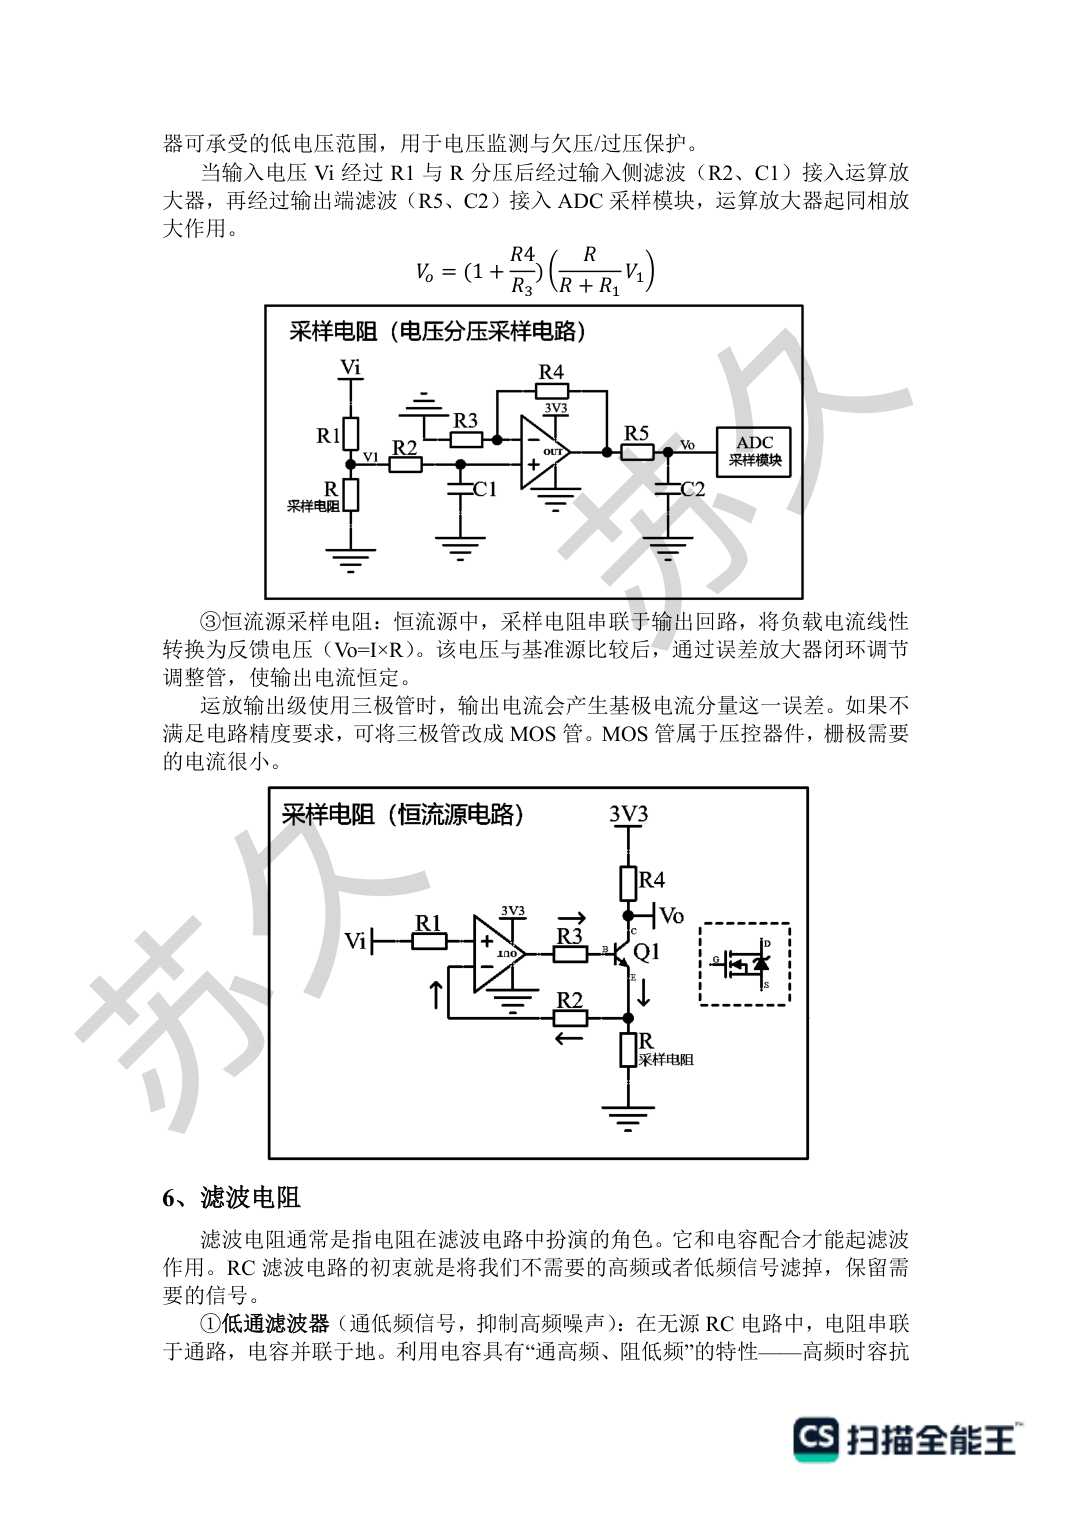 器可承受的低电压范围，用于电压监测与欠压/过压保护。
当输入电压 Vi 经过 R1 与 R 分压后经过输入侧滤波（R2、C1）接入运算放
大器，再经过输出端滤波（R5、C2）接入 ADC 采样模块，运算放大器起同相放
大作用。
V_o = (1 + R4/R_3) (R/(R + R_1) V_1)
采样电阻（电压分压采样电路）
Vi
R4
3V3
R3
R1
V1
R2
OUT
R5
Vo
ADC
采样模块
R
采样电阻
C1
C2
③恒流源采样电阻：恒流源中，采样电阻串联于输出回路，将负载电流线性
转换为反馈电压（Vo=I×R）。该电压与基准源比较后，通过误差放大器闭环调节
调整管，使输出电流恒定。
运放输出级使用三极管时，输出电流会产生基极电流分量这一误差。如果不
满足电路精度要求，可将三极管改成 MOS 管。MOS 管属于压控器件，栅极需要
的电流很小。
采样电阻（恒流源电路）
3V3
R4
Vo
3V3
R1
Vi
OUT
R3
B
C
Q1
E
G
D
S
R2
R
采样电阻
6、滤波电阻
滤波电阻通常是指电阻在滤波电路中扮演的角色。它和电容配合才能起滤波
作用。RC 滤波电路的初衷就是将我们不需要的高频或者低频信号滤掉，保留需
要的信号。
①低通滤波器（通低频信号，抑制高频噪声）：在无源 RC 电路中，电阻串联
于通路，电容并联于地。利用电容具有“通高频、阻低频”的特性——高频时容抗
苏久
苏久
CS 扫描全能王™